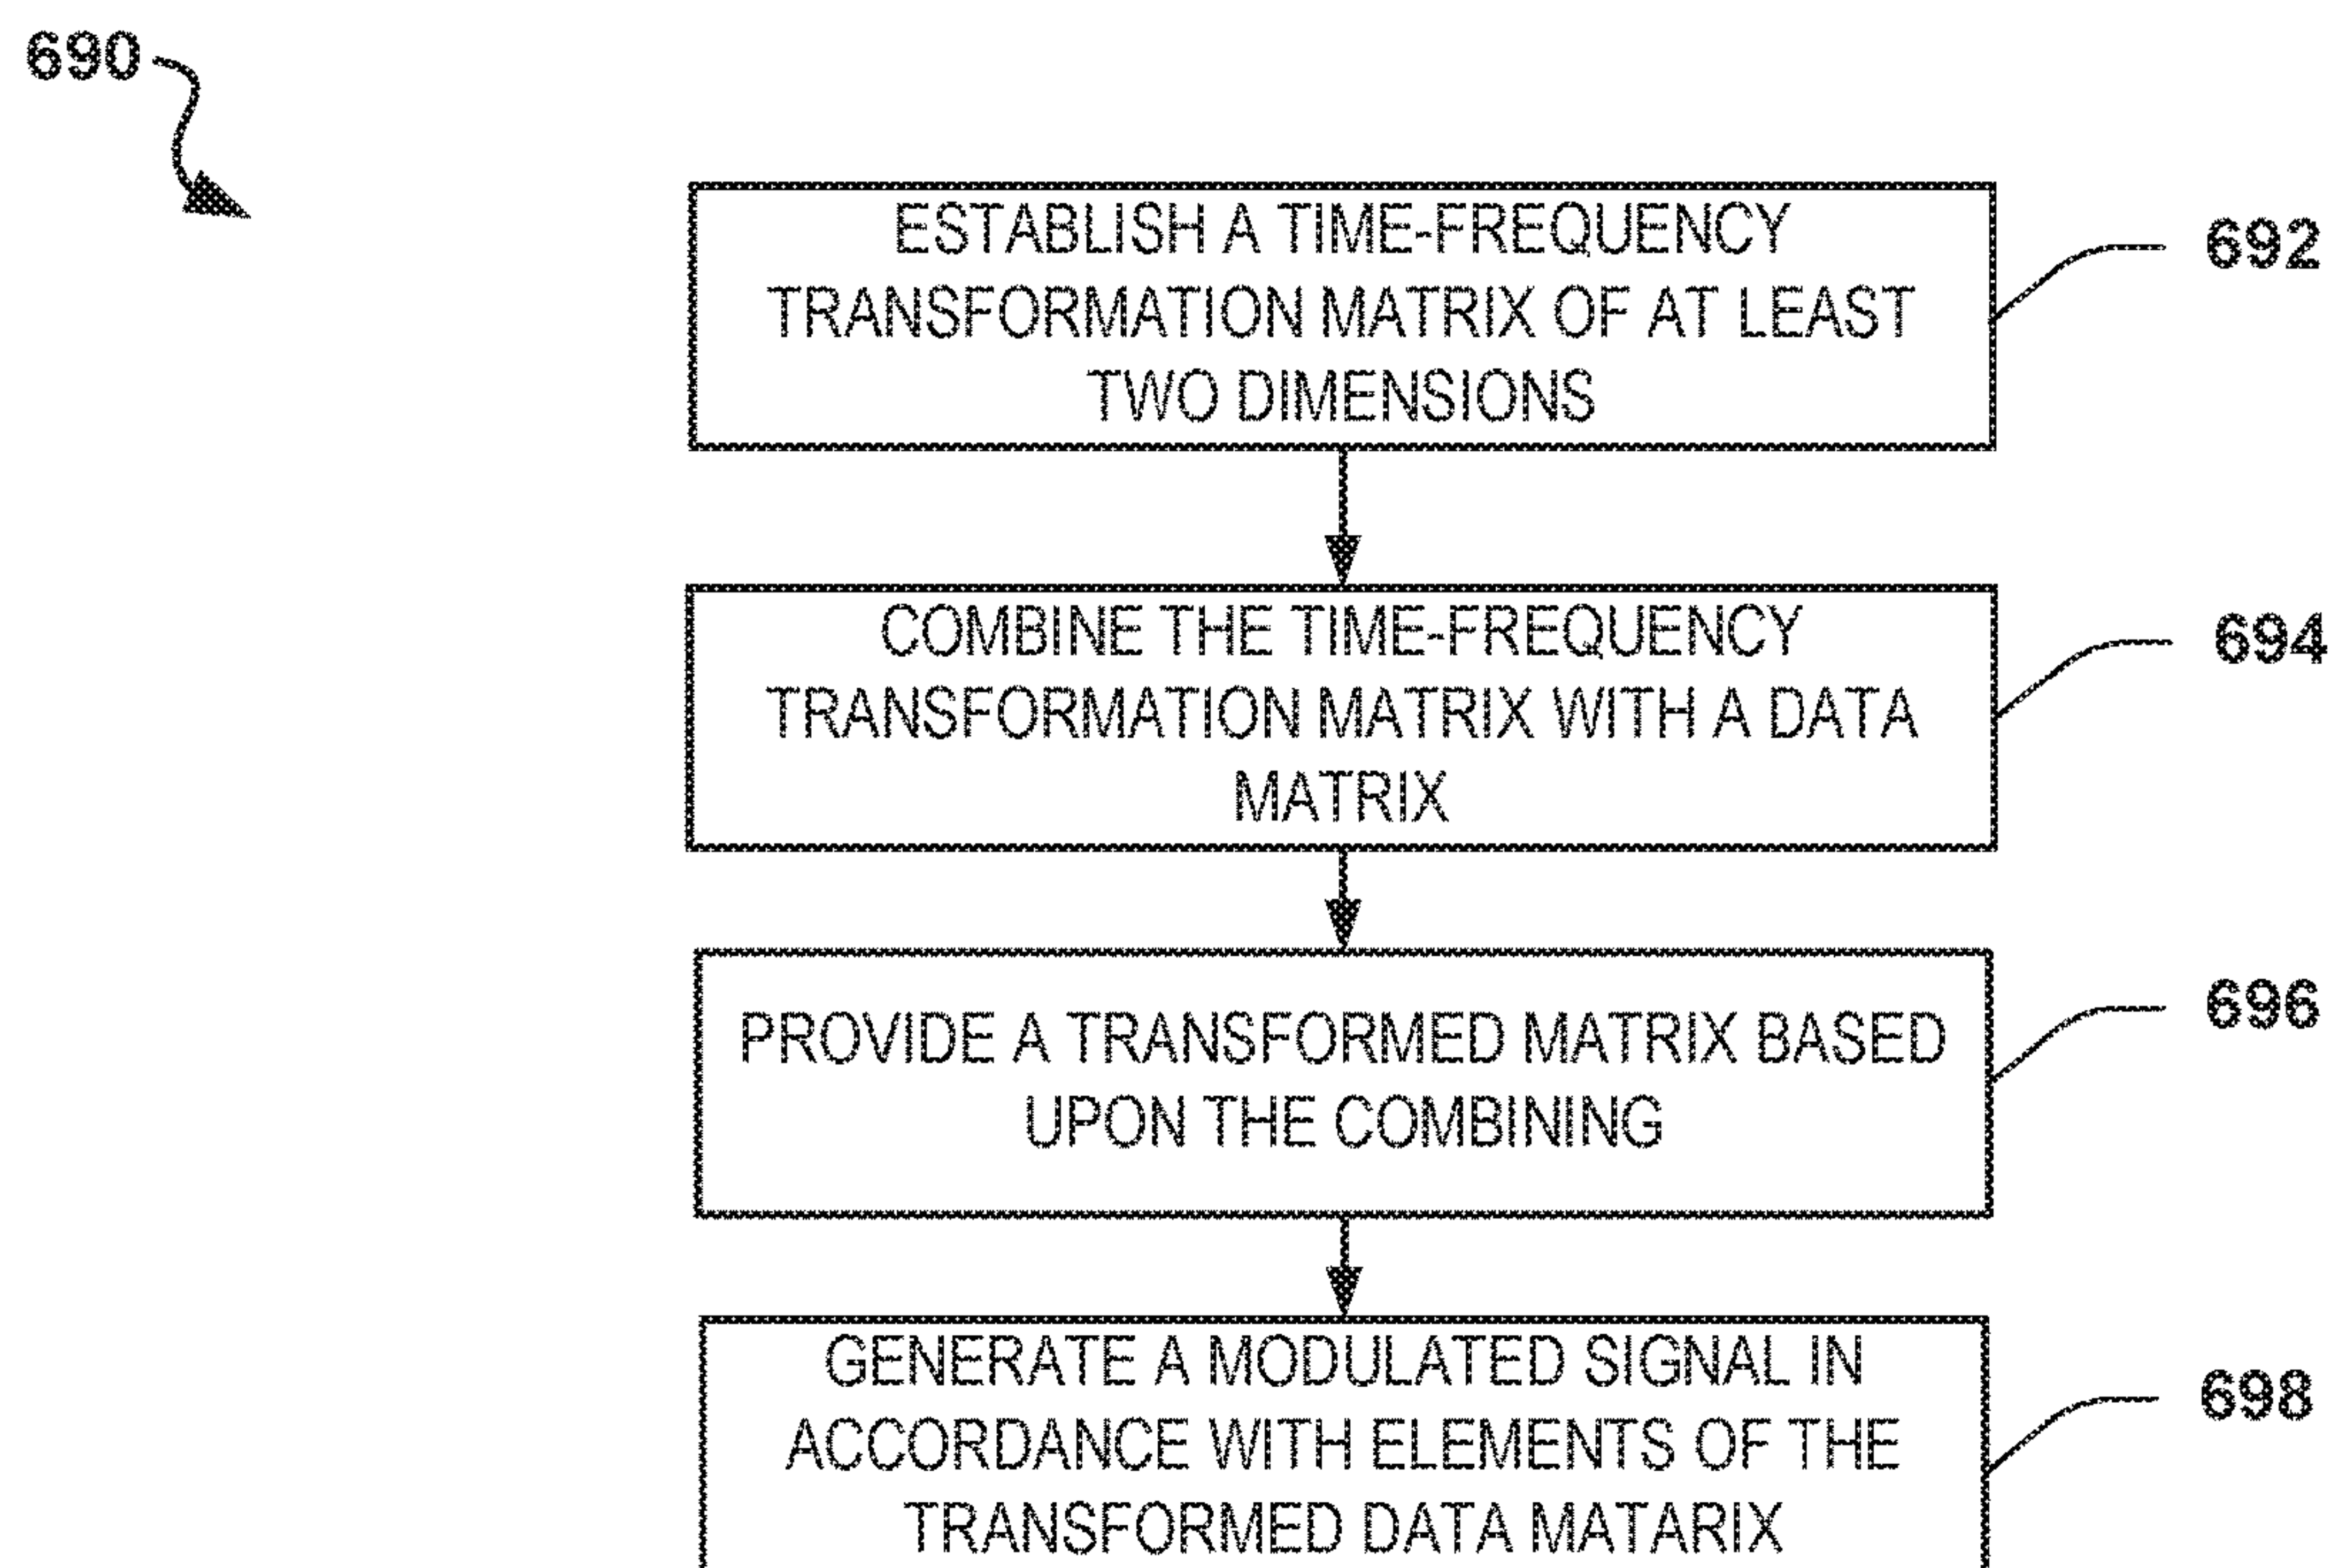 690
ESTABLISH A TIME-FREQUENCY
TRANSFORMATION MATRIX OF AT LEAST
TWO DIMENSIONS
692
COMBINE THE TIME-FREQUENCY
TRANSFORMATION MATRIX WITH A DATA
MATRIX
694
PROVIDE A TRANSFORMED MATRIX BASED
UPON THE COMBINING
696
GENERATE A MODULATED SIGNAL IN
ACCORDANCE WITH ELEMENTS OF THE
TRANSFORMED DATA MATARIX
698